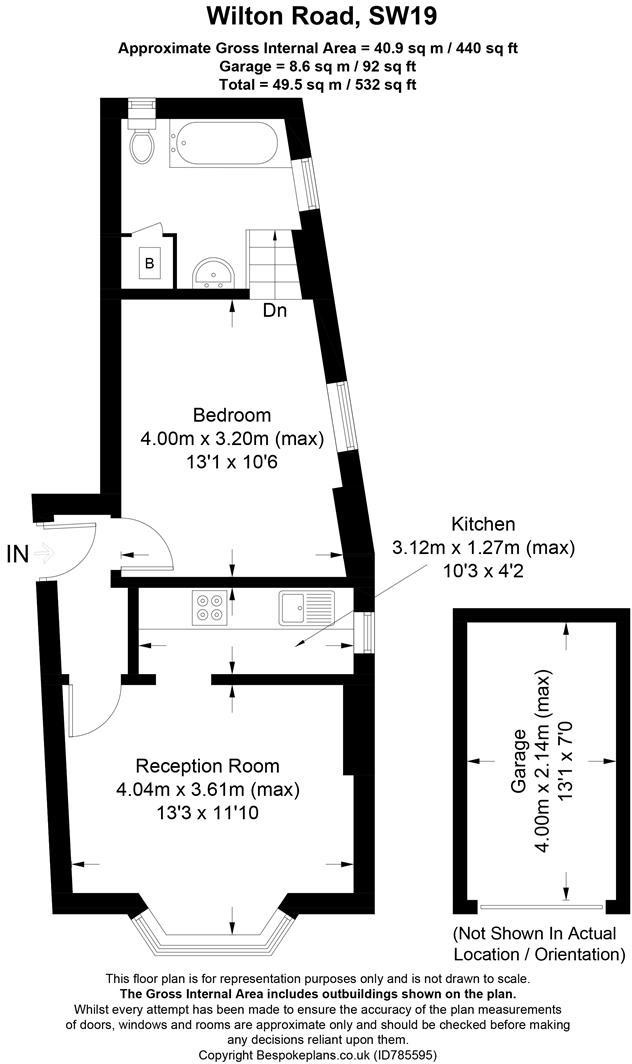 Wilton Road, SW19
Approximate Gross Internal Area = 40.9 sq m / 440 sq ft
Garage = 8.6 sq m / 92 sq ft
Total = 49.5 sq m / 532 sq ft
B
Dn
Bedroom
4.00m x 3.20m (max)
13'1 x 10'6
IN
Kitchen
3.12m x 1.27m (max)
10'3 x 4'2
Reception Room
4.04m x 3.61m (max)
13'3 x 11'10
Garage
4.00m x 2.14m (max)
13'1 x 7'0
(Not Shown In Actual
Location / Orientation)
This floor plan is for representation purposes only and is not drawn to scale.
The Gross Internal Area includes outbuildings shown on the plan.
Whilst every attempt has been made to ensure the accuracy of the plan measurements
of doors, windows and rooms are approximate only and should be checked before making
any decisions reliant upon them.
Copyright Bespokeplans.co.uk (ID785595)